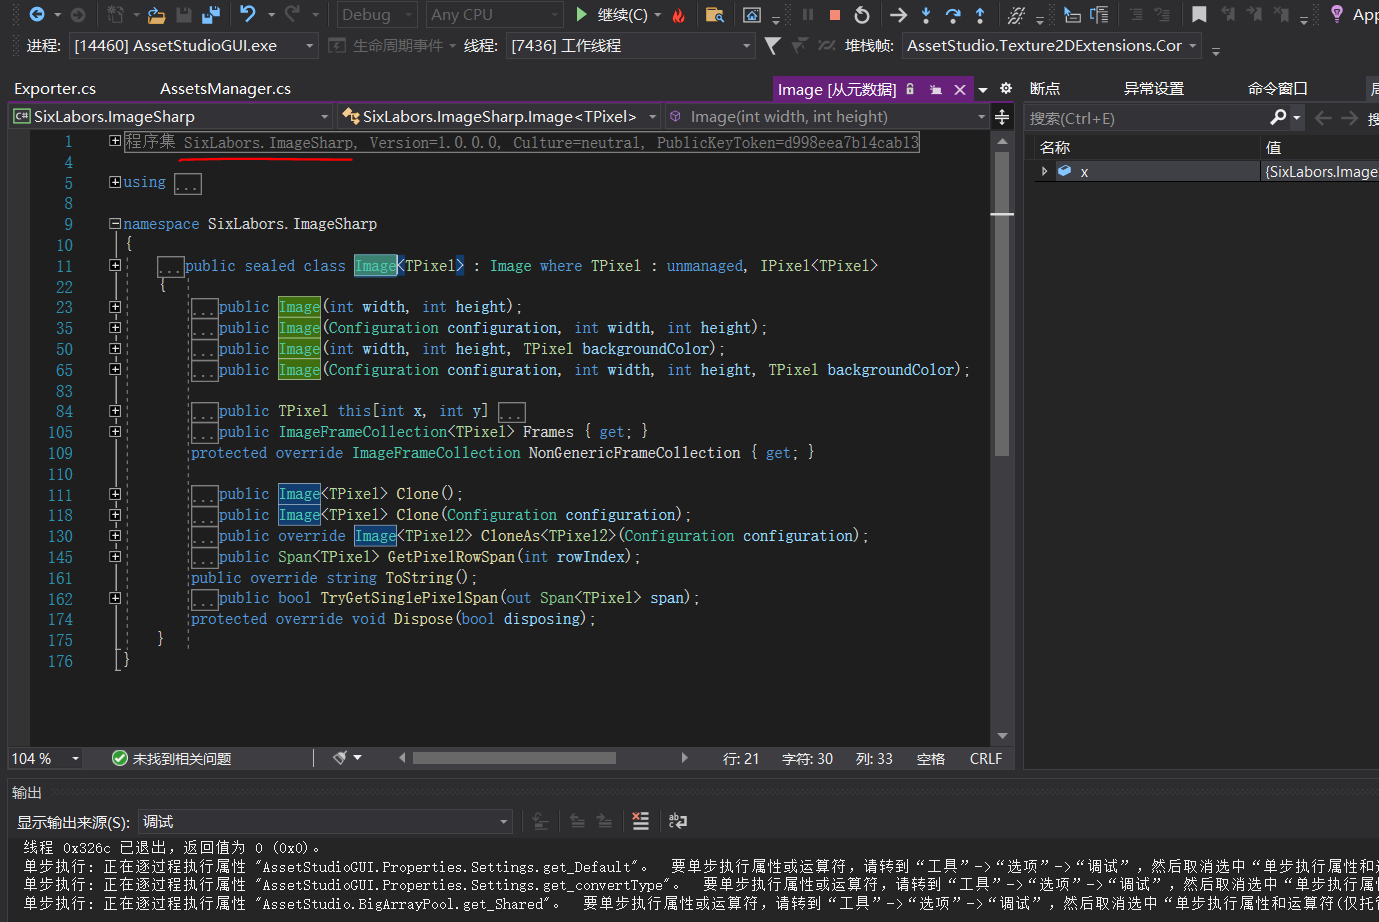 Debug Any CPU 继续(C) App
进程: [14460] AssetStudioGUI.exe 生命周期事件 线程: [7436] 工作线程 堆栈帧: AssetStudio.Texture2DExtensions.Cor
Exporter.cs AssetsManager.cs Image [从元数据] 断点 异常设置 命令窗口 局
SixLabors.ImageSharp SixLabors.ImageSharp.Image<TPixel> Image(int width, int height) 搜索(Ctrl+E) 搜
名称 值
x {SixLabors.Image
1 程序集 SixLabors.ImageSharp, Version=1.0.0.0, Culture=neutral, PublicKeyToken=d998eea7b14cab13
4
5 using ...
8
9 namespace SixLabors.ImageSharp
10 {
11 ...public sealed class Image<TPixel> : Image where TPixel : unmanaged, IPixel<TPixel>
22 {
23 ...public Image(int width, int height);
35 ...public Image(Configuration configuration, int width, int height);
50 ...public Image(int width, int height, TPixel backgroundColor);
65 ...public Image(Configuration configuration, int width, int height, TPixel backgroundColor);
83
84 ...public TPixel this[int x, int y] ...
105 ...public ImageFrameCollection<TPixel> Frames { get; }
109 protected override ImageFrameCollection NonGenericFrameCollection { get; }
110
111 ...public Image<TPixel> Clone();
118 ...public Image<TPixel> Clone(Configuration configuration);
130 ...public override Image<TPixel2> CloneAs<TPixel2>(Configuration configuration);
145 ...public Span<TPixel> GetPixelRowSpan(int rowIndex);
161 public override string ToString();
162 ...public bool TryGetSinglePixelSpan(out Span<TPixel> span);
174 protected override void Dispose(bool disposing);
175 }
176 }
104 % 未找到相关问题 行: 21 字符: 30 列: 33 空格 CRLF
输出
显示输出来源(S): 调试
线程 0x326c 已退出，返回值为 0 (0x0)。
单步执行: 正在逐过程执行属性 "AssetStudioGUI.Properties.Settings.get_Default"。 要单步执行属性或运算符，请转到“工具”->“选项”->“调试”，然后取消选中“单步执行属性和
单步执行: 正在逐过程执行属性 "AssetStudioGUI.Properties.Settings.get_convertType"。 要单步执行属性或运算符，请转到“工具”->“选项”->“调试”，然后取消选中“单步执行属性
单步执行: 正在逐过程执行属性 "AssetStudio.BigArrayPool.get_Shared"。 要单步执行属性或运算符，请转到“工具”->“选项”->“调试”，然后取消选中“单步执行属性和运算符(仅托管